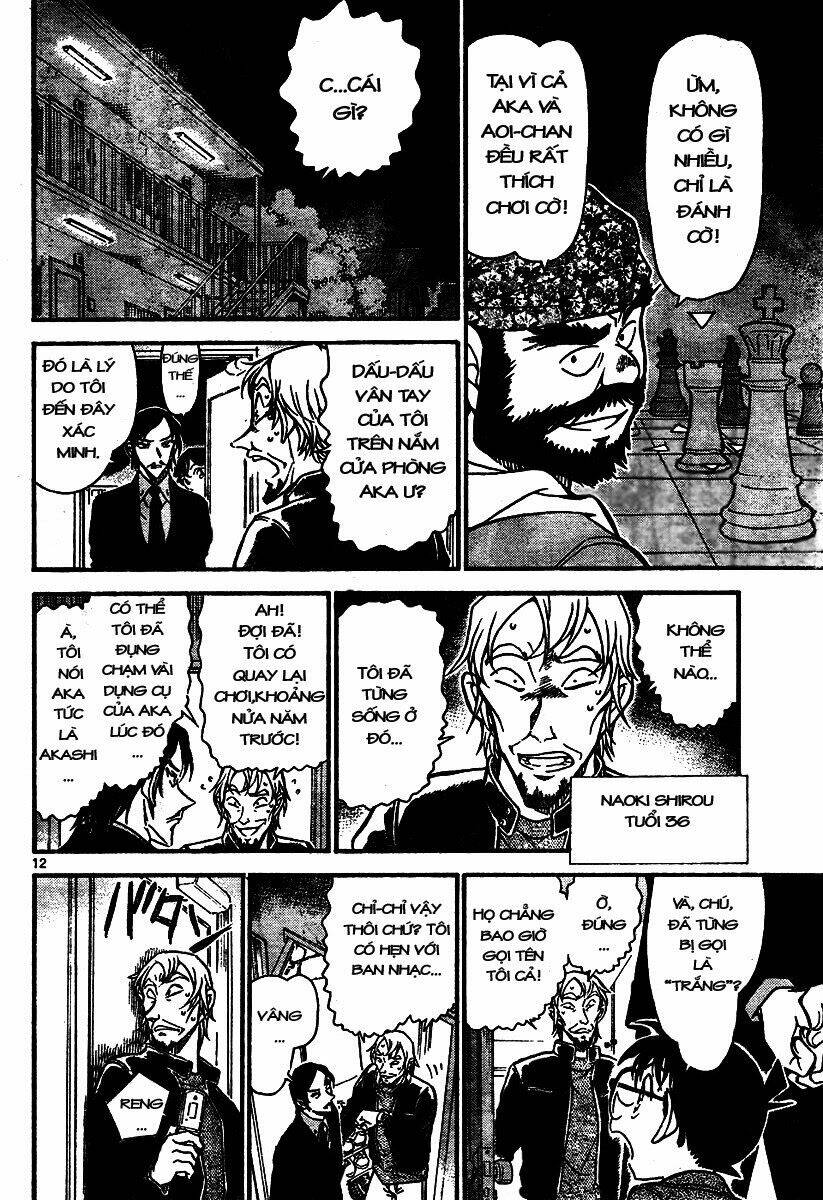 ỪM,
KHÔNG
CÓ GÌ
NHIỀU,
CHỈ LÀ
ĐÁNH
CỜ!
TẠI VÌ CẢ
AKA VÀ
AOI-CHAN
ĐỀU RẤT
THÍCH
CHƠI CỜ!
C...CÁI
GÌ?
DẤU-DẤU
VÂN TAY
CỦA TÔI
TRÊN NẮM
CỬA PHÒNG
AKA Ư?
ĐÚNG
THẾ
...
ĐÓ LÀ LÝ
DO TÔI
ĐẾN ĐÂY
XÁC
MINH.
KHÔNG
THỂ
NÀO...
TÔI ĐÃ
TỪNG
SỐNG Ở
ĐÓ...
NAOKI SHIROU
TUỔI 36
AH!
ĐỢI ĐÃ!
TÔI CÓ
QUAY LẠI
CHƠI,KHOẢNG
NỬA NĂM
TRƯỚC!
CÓ THỂ
TÔI ĐÃ
ĐỤNG
CHẠM VÀI
DỤNG CỤ
CỦA AKA
LÚC ĐÓ
...
À,
TÔI
NÓI
AKA
TỨC
LÀ
AKASHI
...
12
VÀ, CHÚ,
ĐÃ TỪNG
BỊ GỌI
LÀ
“TRẮNG”?
Ờ,
ĐÚNG
...
HỌ CHẲNG
BAO GIỜ
GỌI TÊN
TÔI CẢ!
CHỈ-CHỈ VẬY
THÔI CHỨ? TÔI
CÓ HẸN VỚI
BAN NHẠC...
VÂNG
...
RENG
...